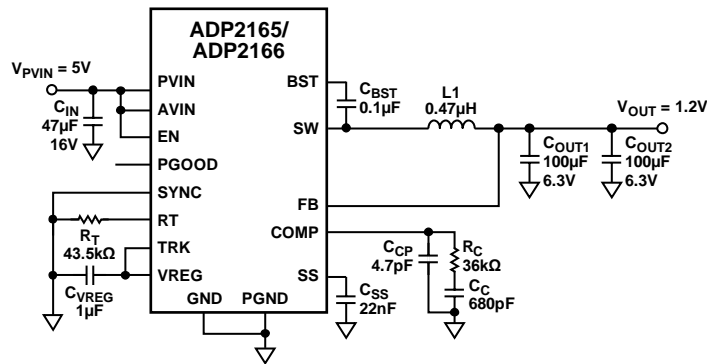 ADP2165/
ADP2166
V_PVIN = 5V
C_IN
47µF
16V
PVIN
AVIN
EN
PGOOD
SYNC
RT
R_T
43.5kΩ
TRK
VREG
C_VREG
1µF
GND
PGND
BST
C_BST
0.1µF
SW
L1
0.47µH
V_OUT = 1.2V
C_OUT1
100µF
6.3V
C_OUT2
100µF
6.3V
FB
COMP
C_CP
4.7pF
R_C
36kΩ
C_C
680pF
SS
C_SS
22nF